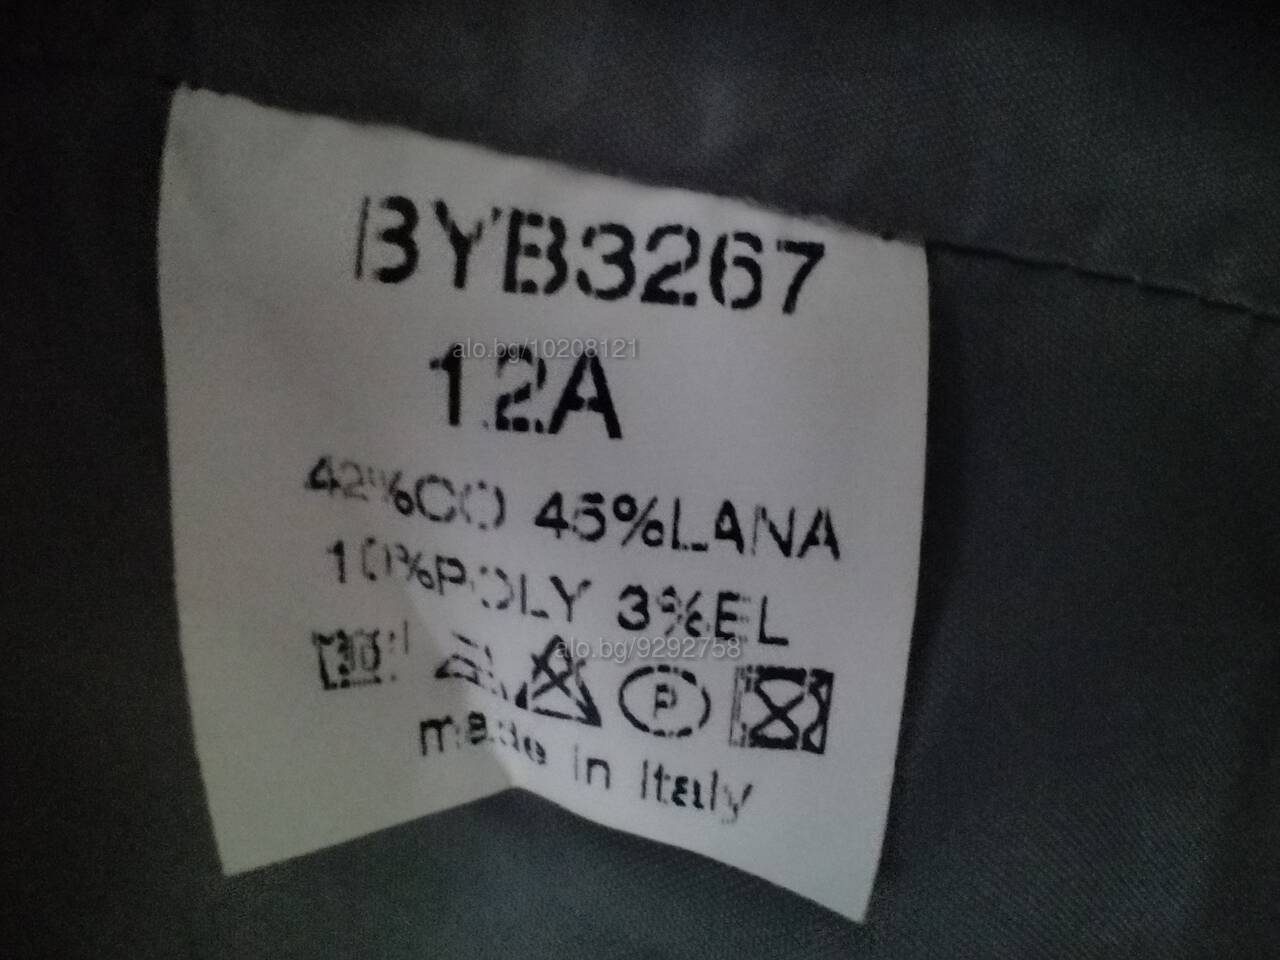 BYB3267
alo.bg/10208121
12A
42%CO 45%LANA
10%POLY 3%EL
alo.bg/9292758
30 P
made in Italy